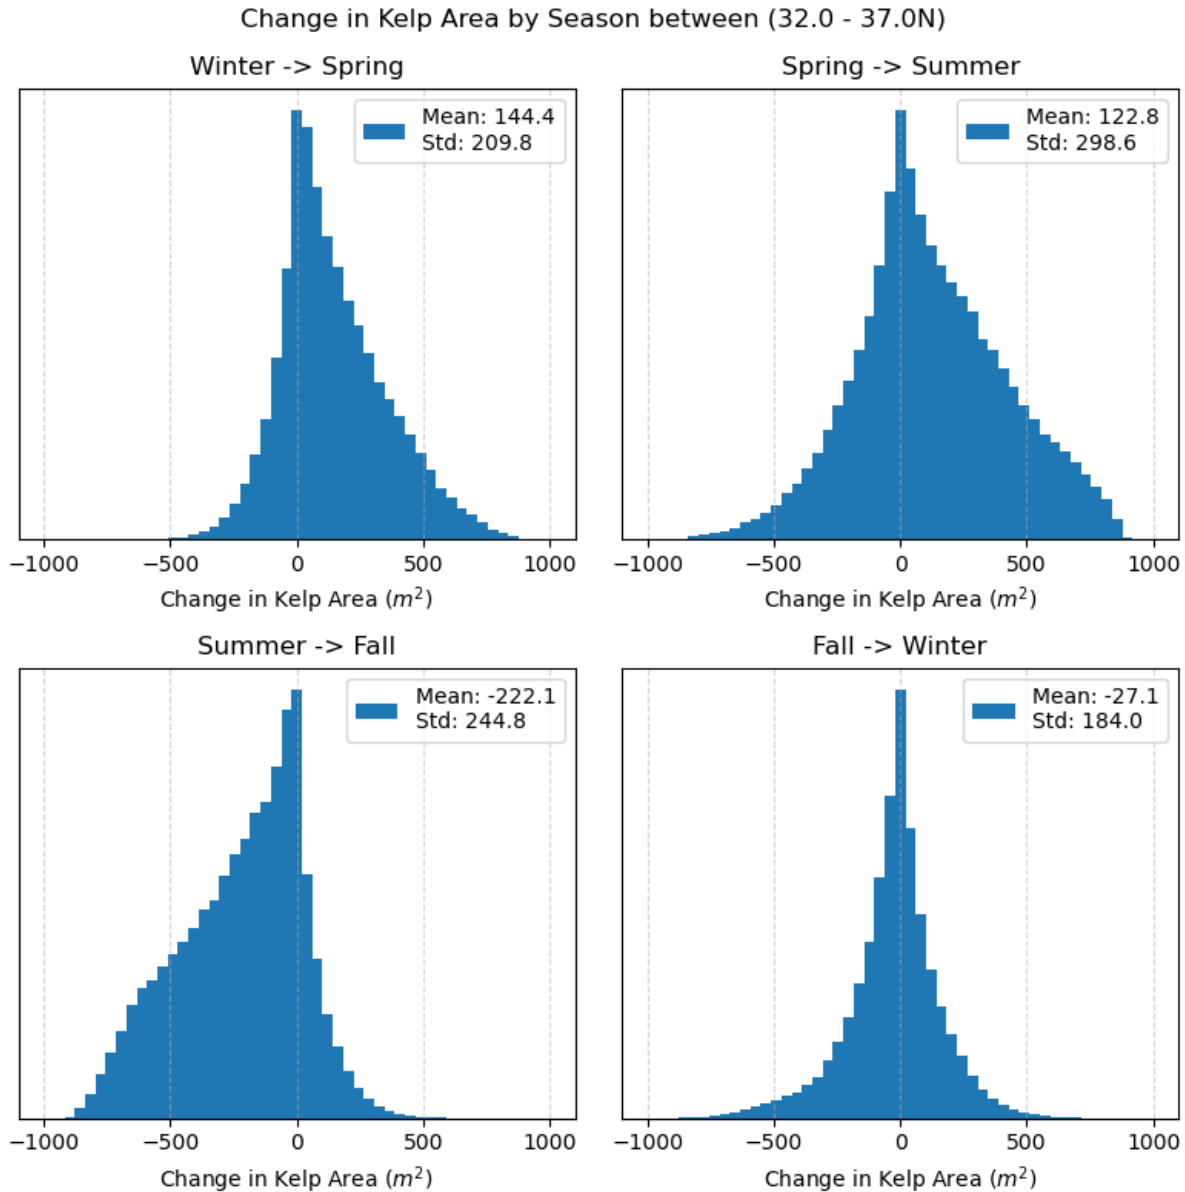 Change in Kelp Area by Season between (32.0 - 37.0N)
Winter -> Spring
Mean: 144.4
Std: 209.8
−1000 −500 0 500 1000
Change in Kelp Area (m²)
Spring -> Summer
Mean: 122.8
Std: 298.6
−1000 −500 0 500 1000
Change in Kelp Area (m²)
Summer -> Fall
Mean: -222.1
Std: 244.8
−1000 −500 0 500 1000
Change in Kelp Area (m²)
Fall -> Winter
Mean: -27.1
Std: 184.0
−1000 −500 0 500 1000
Change in Kelp Area (m²)